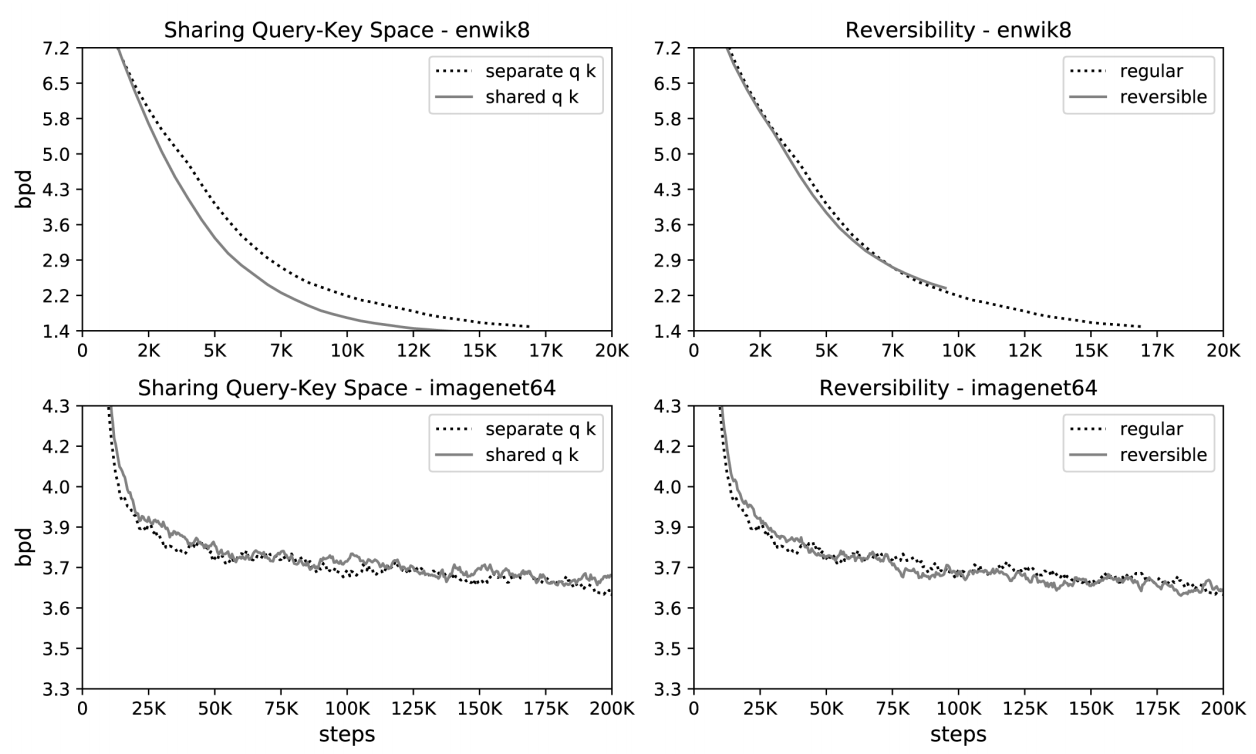 Sharing Query-Key Space - enwik8
7.2
6.5
5.8
5.0
4.3
3.6
2.9
2.2
1.4
bpd
separate q k
shared q k
0 2K 5K 7K 10K 12K 15K 17K 20K
Reversibility - enwik8
7.2
6.5
5.8
5.0
4.3
3.6
2.9
2.2
1.4
regular
reversible
0 2K 5K 7K 10K 12K 15K 17K 20K
Sharing Query-Key Space - imagenet64
4.3
4.2
4.0
3.9
3.7
3.6
3.5
3.3
bpd
separate q k
shared q k
0 25K 50K 75K 100K 125K 150K 175K 200K
steps
Reversibility - imagenet64
4.3
4.2
4.0
3.9
3.7
3.6
3.5
3.3
regular
reversible
0 25K 50K 75K 100K 125K 150K 175K 200K
steps